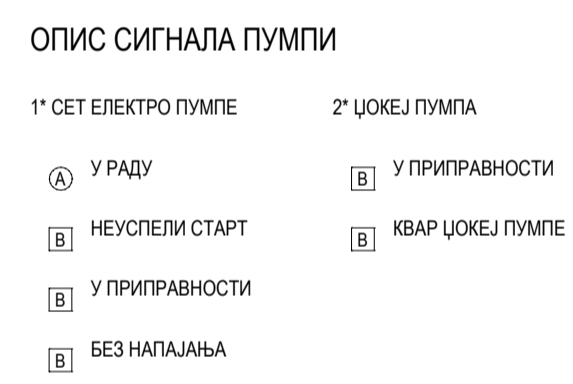 ОПИС СИГНАЛА ПУМПИ
1* СЕТ ЕЛЕКТРО ПУМПЕ
A У РАДУ
B НЕУСПЕЛИ СТАРТ
B У ПРИПРАВНОСТИ
B БЕЗ НАПАЈАЊА
2* ЏОКЕЈ ПУМПА
B У ПРИПРАВНОСТИ
B КВАР ЏОКЕЈ ПУМПЕ